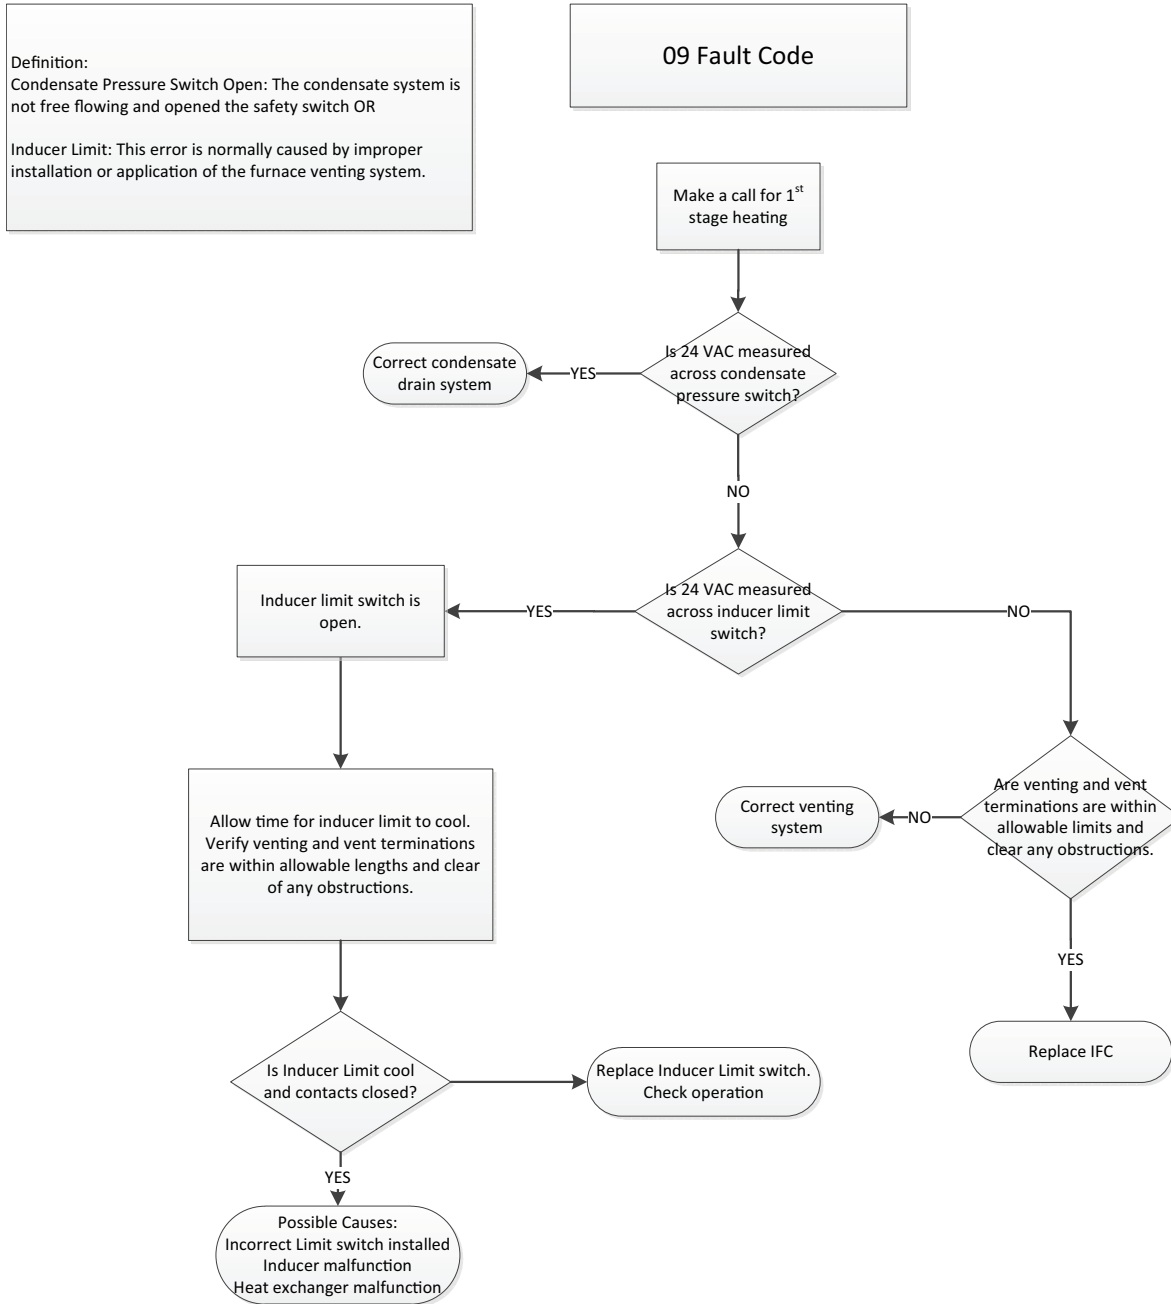 Definition:
Condensate Pressure Switch Open: The condensate system is
not free flowing and opened the safety switch OR
Inducer Limit: This error is normally caused by improper
installation or application of the furnace venting system.
09 Fault Code
Make a call for 1st
stage heating
Is 24 VAC measured
across condensate
pressure switch?
YES
Correct condensate
drain system
NO
Is 24 VAC measured
across inducer limit
switch?
YES
Inducer limit switch is
open.
NO
Allow time for inducer limit to cool.
Verify venting and vent terminations
are within allowable lengths and clear
of any obstructions.
Are venting and vent
terminations are within
allowable limits and
clear any obstructions.
NO
Correct venting
system
YES
Replace IFC
Is Inducer Limit cool
and contacts closed?
Replace Inducer Limit switch.
Check operation
YES
Possible Causes:
Incorrect Limit switch installed
Inducer malfunction
Heat exchanger malfunction